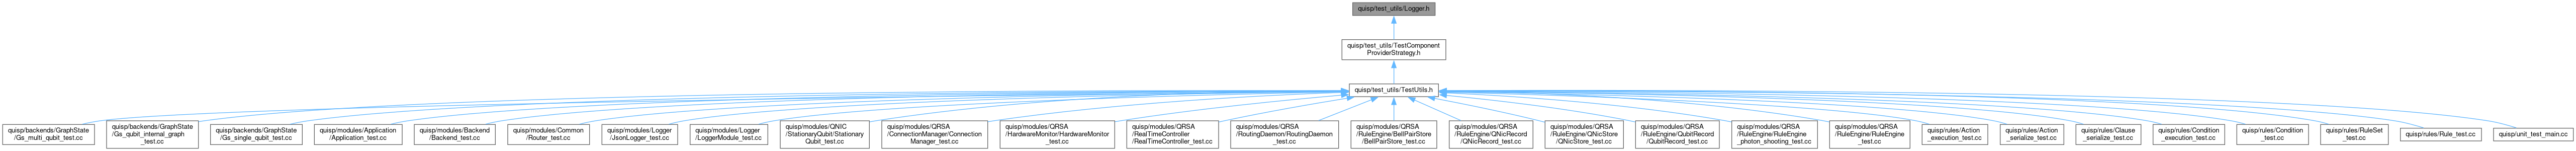 quisp/test_utils/Logger.h
quisp/test_utils/TestComponent
ProviderStrategy.h
quisp/test_utils/TestUtils.h
quisp/backends/GraphState
/Gs_multi_qubit_test.cc
quisp/backends/GraphState
/Gs_qubit_internal_graph
_test.cc
quisp/backends/GraphState
/Gs_single_qubit_test.cc
quisp/modules/Application
/Application_test.cc
quisp/modules/Backend
/Backend_test.cc
quisp/modules/Common
/Router_test.cc
quisp/modules/Logger
/JsonLogger_test.cc
quisp/modules/Logger
/LoggerModule_test.cc
quisp/modules/QNIC
/StationaryQubit/Stationary
Qubit_test.cc
quisp/modules/QRSA
/ConnectionManager/Connection
Manager_test.cc
quisp/modules/QRSA
/HardwareMonitor/HardwareMonitor
_test.cc
quisp/modules/QRSA
/RealTimeController
/RealTimeController_test.cc
quisp/modules/QRSA
/RoutingDaemon/RoutingDaemon
_test.cc
quisp/modules/QRSA
/RuleEngine/BellPairStore
/BellPairStore_test.cc
quisp/modules/QRSA
/RuleEngine/QNicRecord
/QNicRecord_test.cc
quisp/modules/QRSA
/RuleEngine/QNicStore
/QNicStore_test.cc
quisp/modules/QRSA
/RuleEngine/QubitRecord
/QubitRecord_test.cc
quisp/modules/QRSA
/RuleEngine/RuleEngine
_photon_shooting_test.cc
quisp/modules/QRSA
/RuleEngine/RuleEngine
_test.cc
quisp/rules/Action
_execution_test.cc
quisp/rules/Action
_serialize_test.cc
quisp/rules/Clause
_serialize_test.cc
quisp/rules/Condition
_execution_test.cc
quisp/rules/Condition
_test.cc
quisp/rules/RuleSet
_test.cc
quisp/rules/Rule_test.cc
quisp/unit_test_main.cc